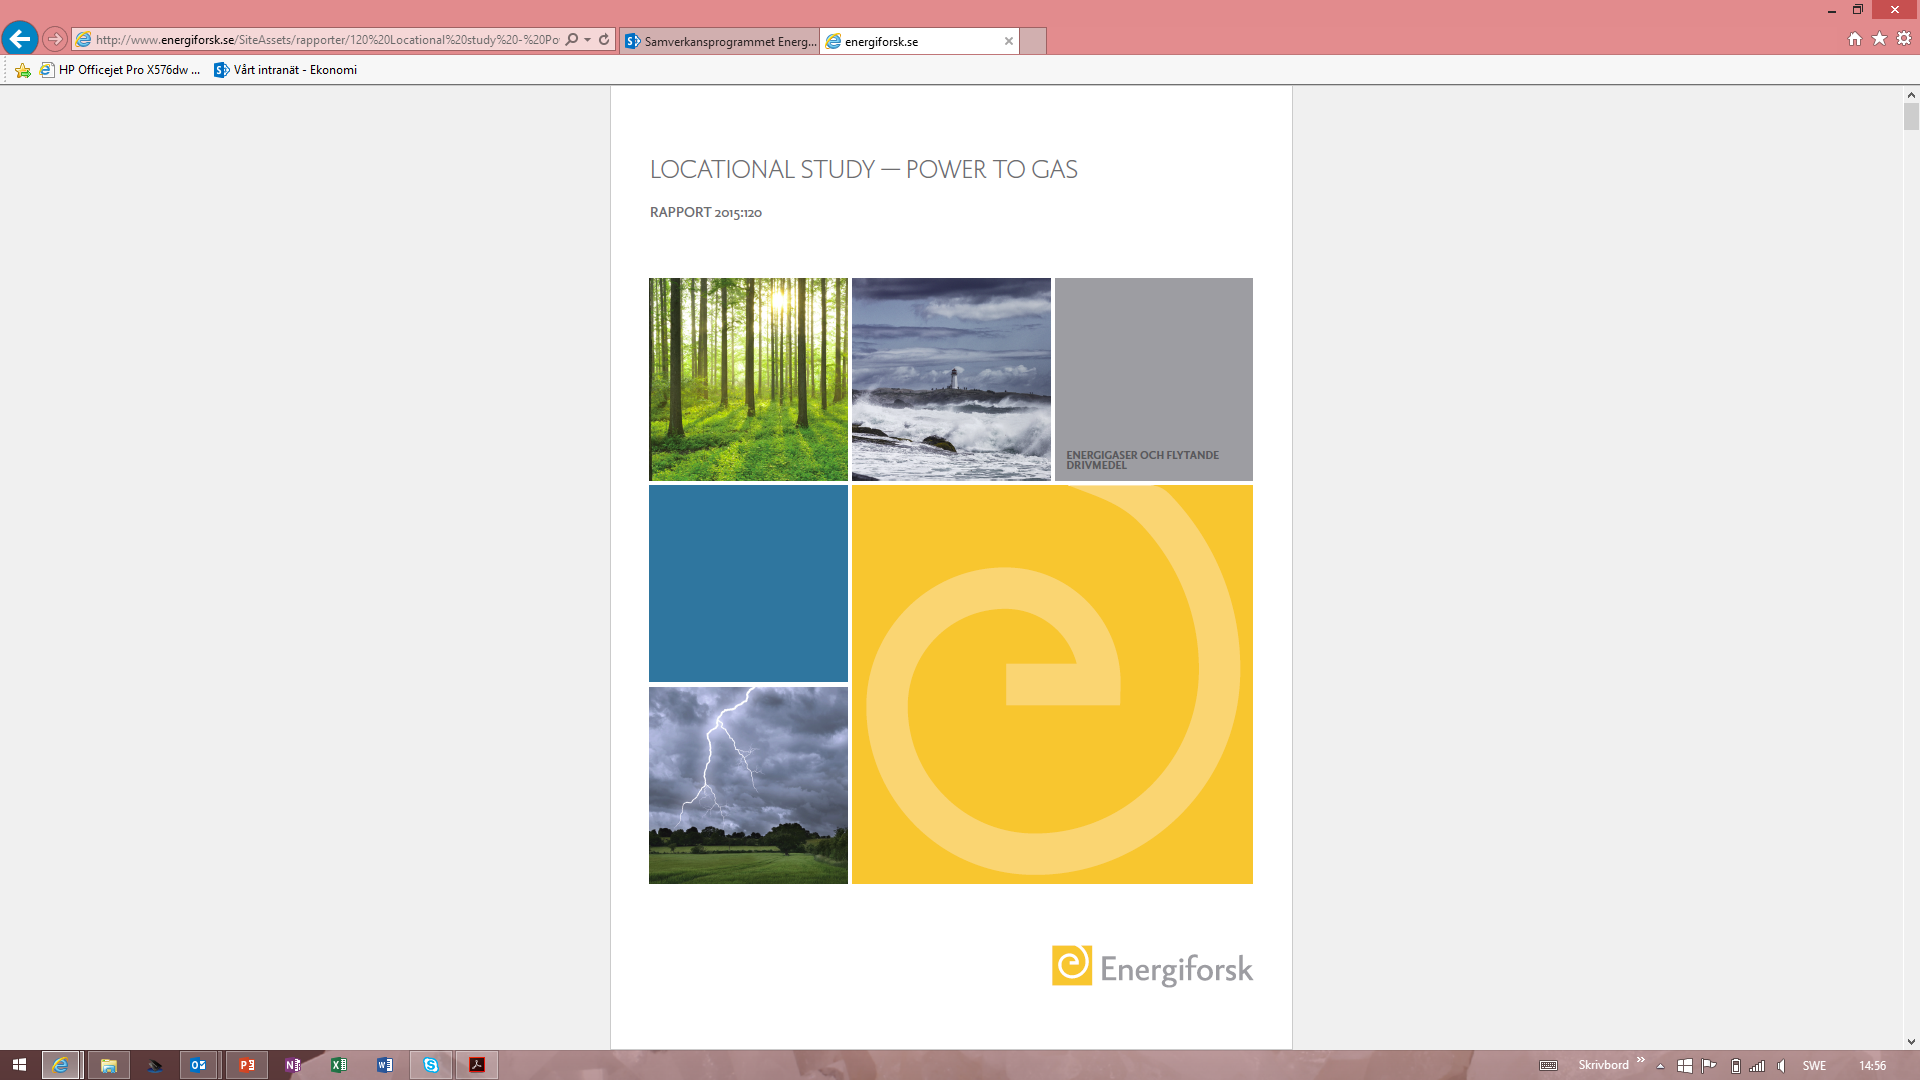 http://www.energiforsk.se/SiteAssets/rapporter/120%20Locational%20study%20-%20Po
Samverkansprogrammet Energ...
energiforsk.se
HP Officejet Pro X576dw ...
Vårt intranät - Ekonomi
LOCATIONAL STUDY — POWER TO GAS
RAPPORT 2015:120
ENERGIGASER OCH FLYTANDE
DRIVMEDEL
Energiforsk
Skrivbord
SWE
14:56